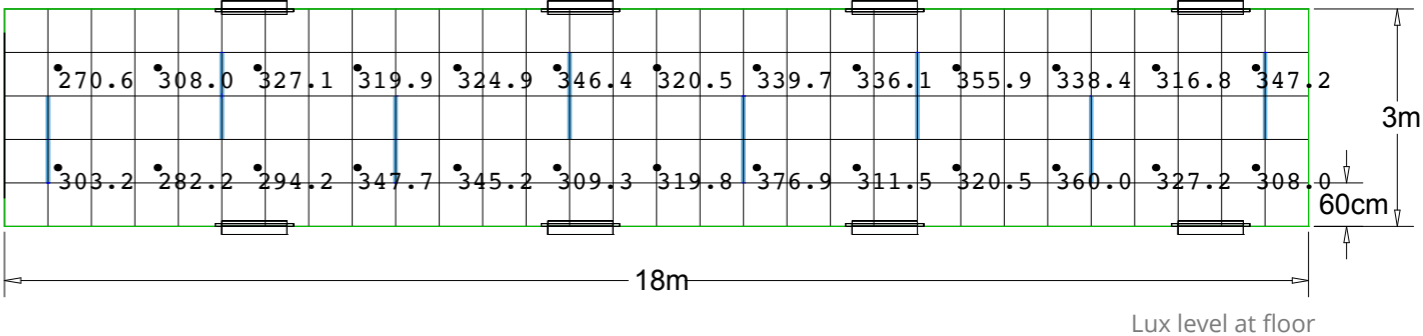 270.6 308.0 327.1 319.9 324.9 346.4 320.5 339.7 336.1 355.9 338.4 316.8 347.2
3m
303.2 282.2 294.2 347.7 345.2 309.3 319.8 376.9 311.5 320.5 360.0 327.2 308.0
60cm
18m
Lux level at floor